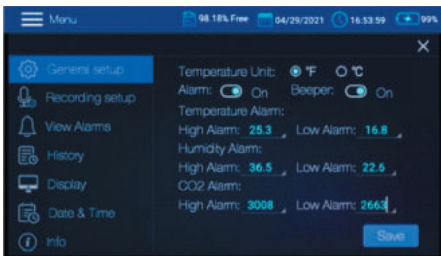 Menu 98.18% Free 04/29/2021 16:53:59 99%
General setup
Recording setup
View Alarms
History
Display
Date & Time
Info
Temperature Unit: °F °C
Alarm: On Beeper: On
Temperature Alarm:
High Alarm: 25.3 Low Alarm: 16.8
Humidity Alarm:
High Alarm: 36.5 Low Alarm: 22.6
CO2 Alarm:
High Alarm: 3008 Low Alarm: 2663
Save